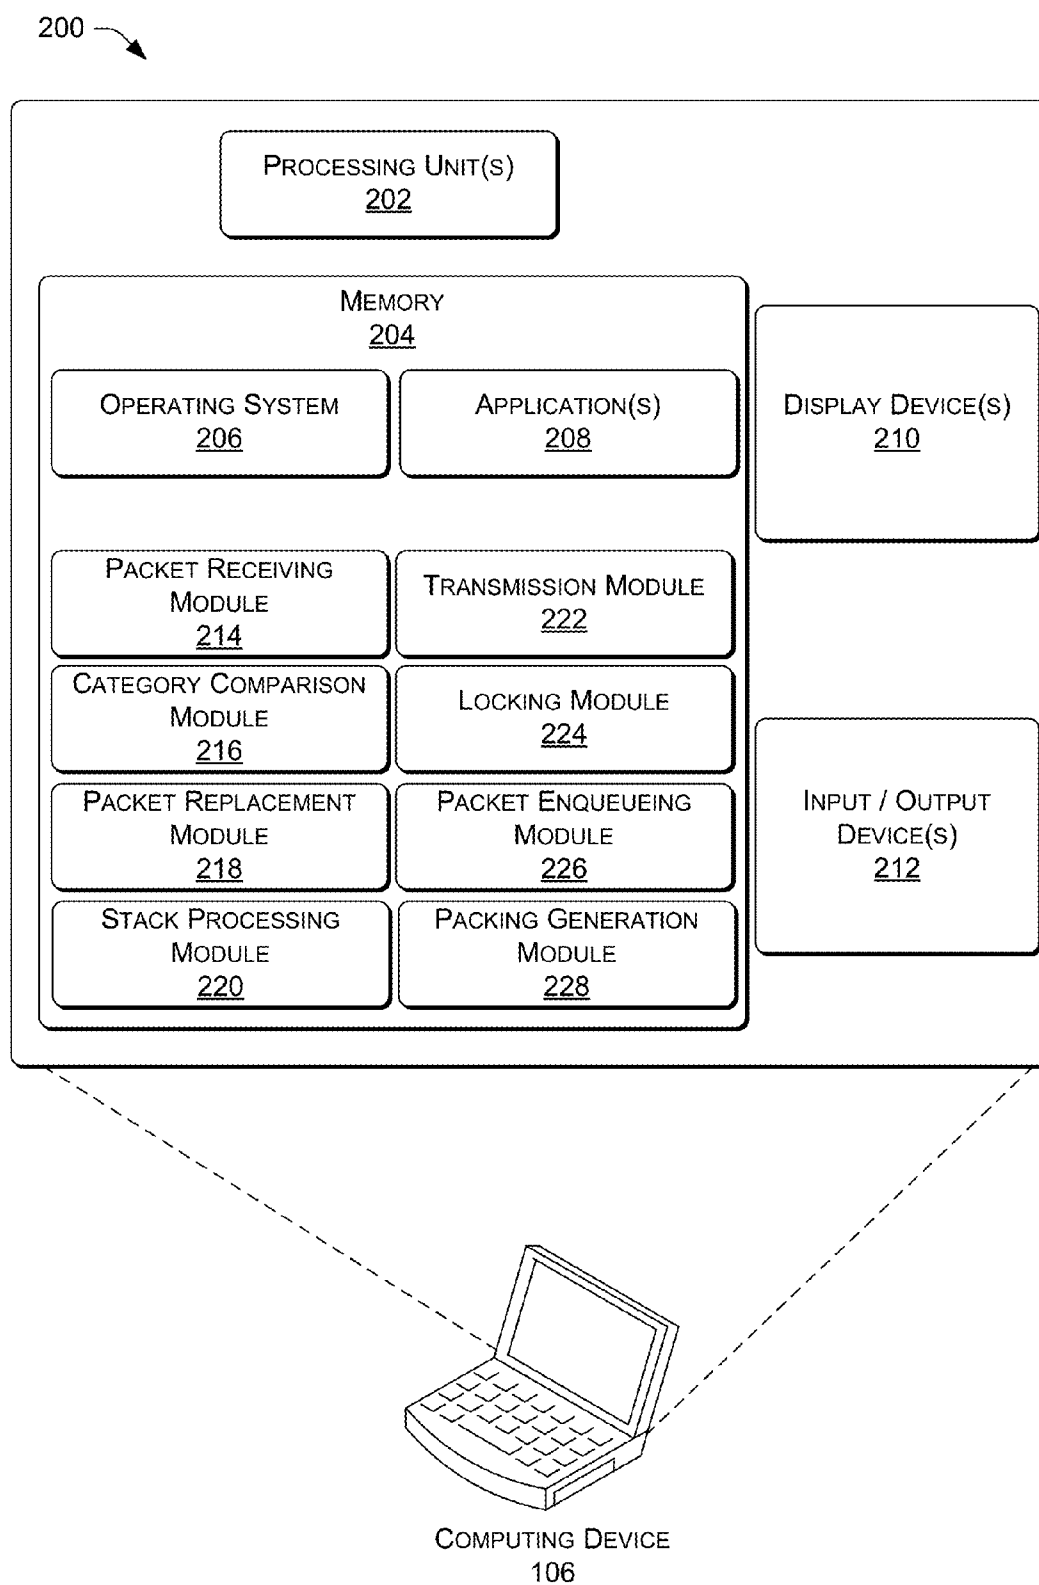 200
PROCESSING UNIT(S)
202
MEMORY
204
OPERATING SYSTEM
206
APPLICATION(S)
208
DISPLAY DEVICE(S)
210
PACKET RECEIVING
MODULE
214
TRANSMISSION MODULE
222
CATEGORY COMPARISON
MODULE
216
LOCKING MODULE
224
PACKET REPLACEMENT
MODULE
218
PACKET ENQUEUEING
MODULE
226
INPUT / OUTPUT
DEVICE(S)
212
STACK PROCESSING
MODULE
220
PACKING GENERATION
MODULE
228
COMPUTING DEVICE
106